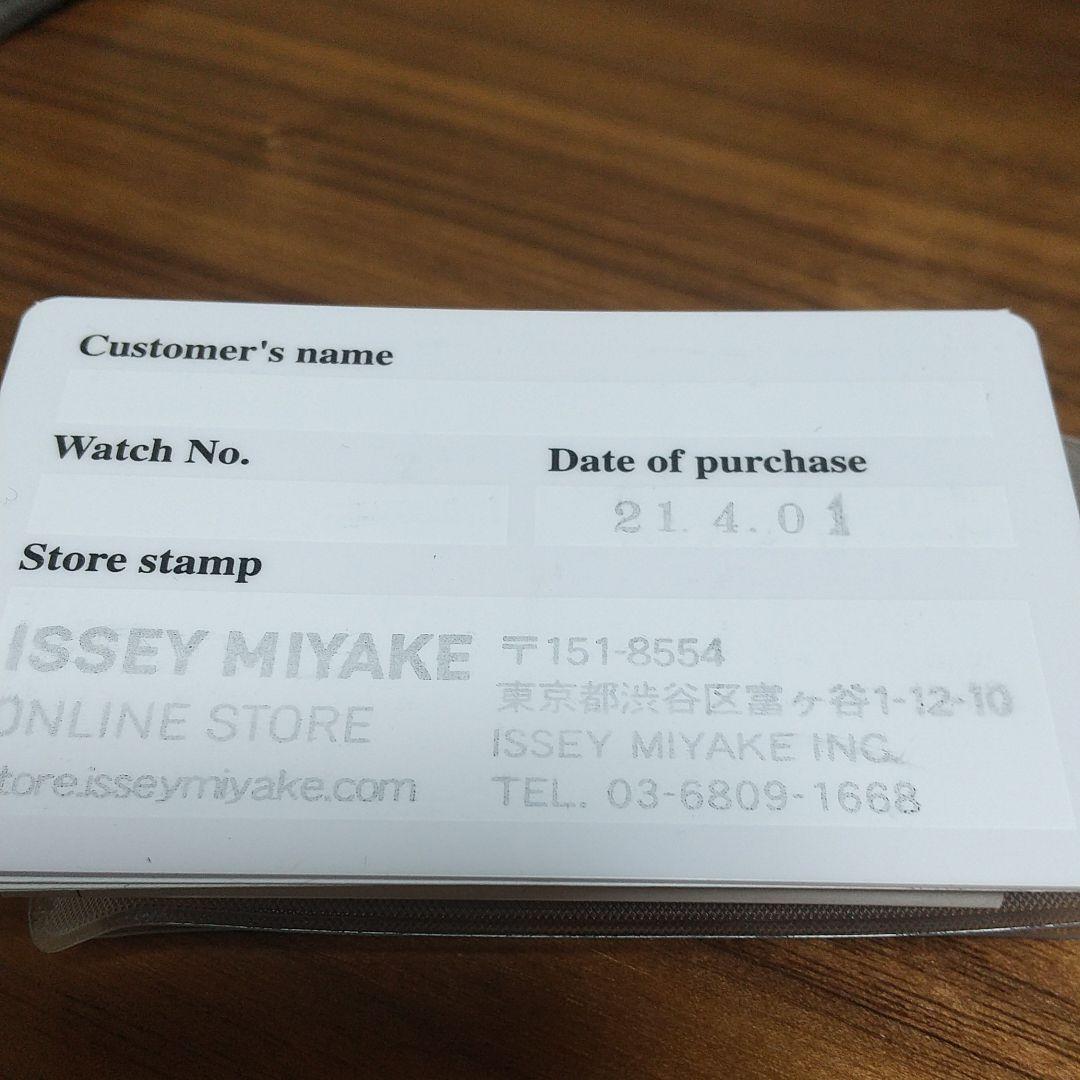 Customer's name
Watch No.
Date of purchase
21.4.01
Store stamp
ISSEY MIYAKE
ONLINE STORE
tore.isseymiyake.com
〒151-8554
東京都渋谷区富ヶ谷1-12-10
ISSEY MIYAKE INC.
TEL. 03-6809-1668